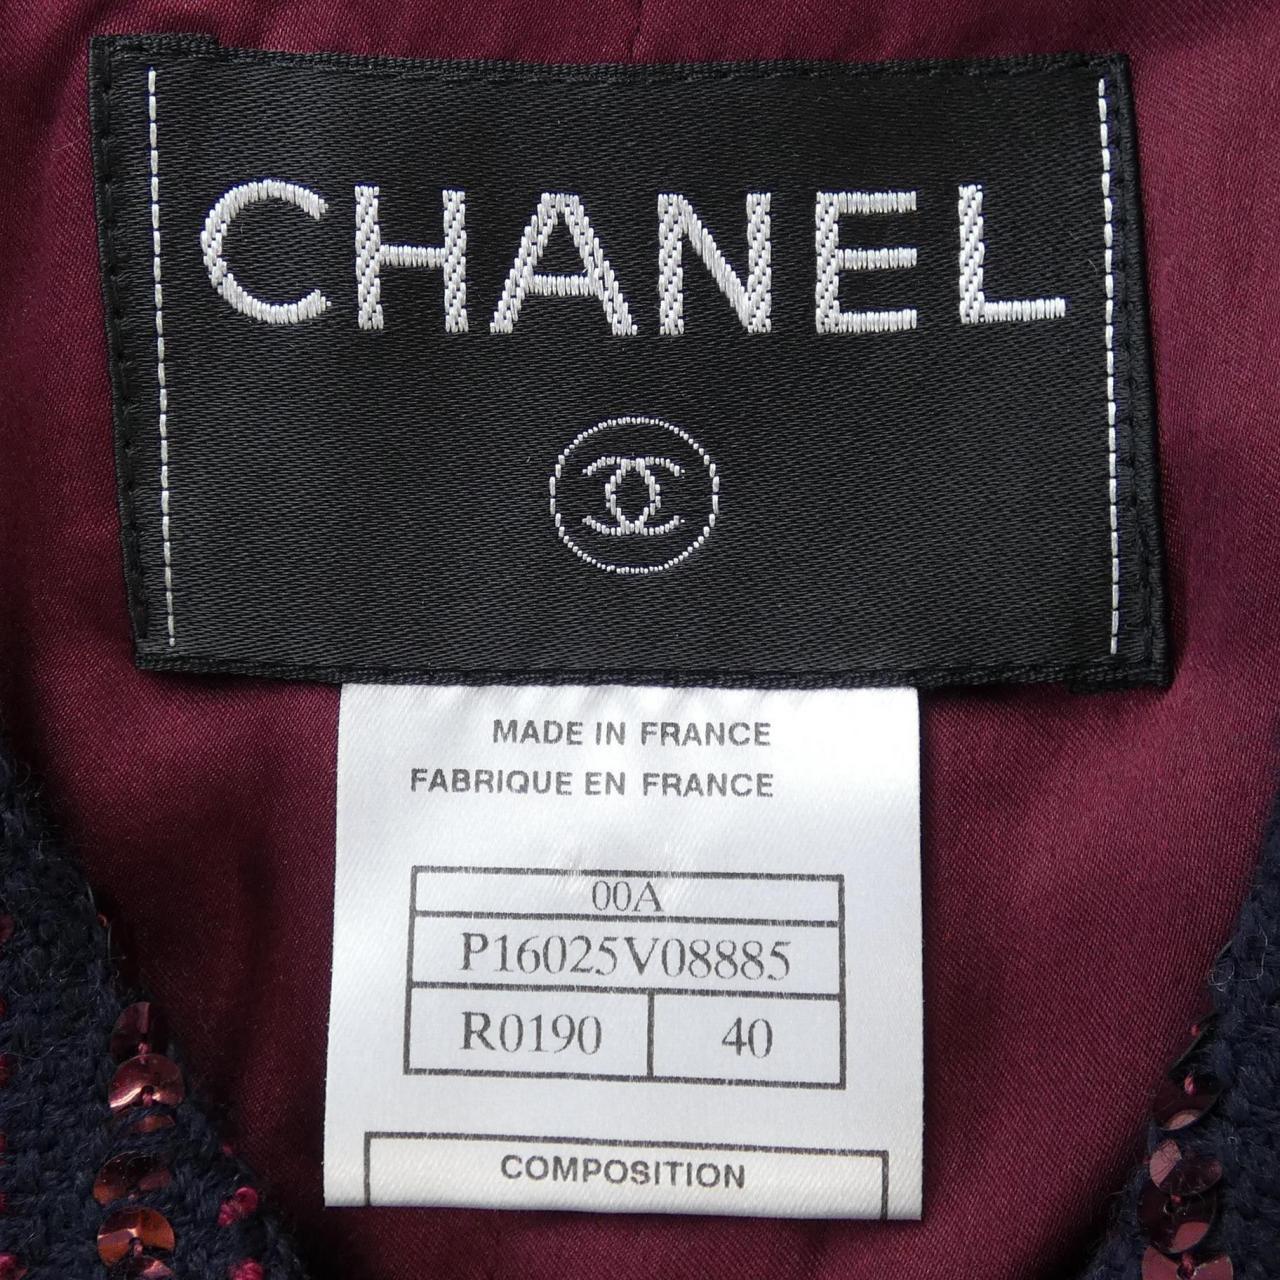 CHANEL
MADE IN FRANCE
FABRIQUE EN FRANCE
00A
P16025V08885
R0190 40
COMPOSITION